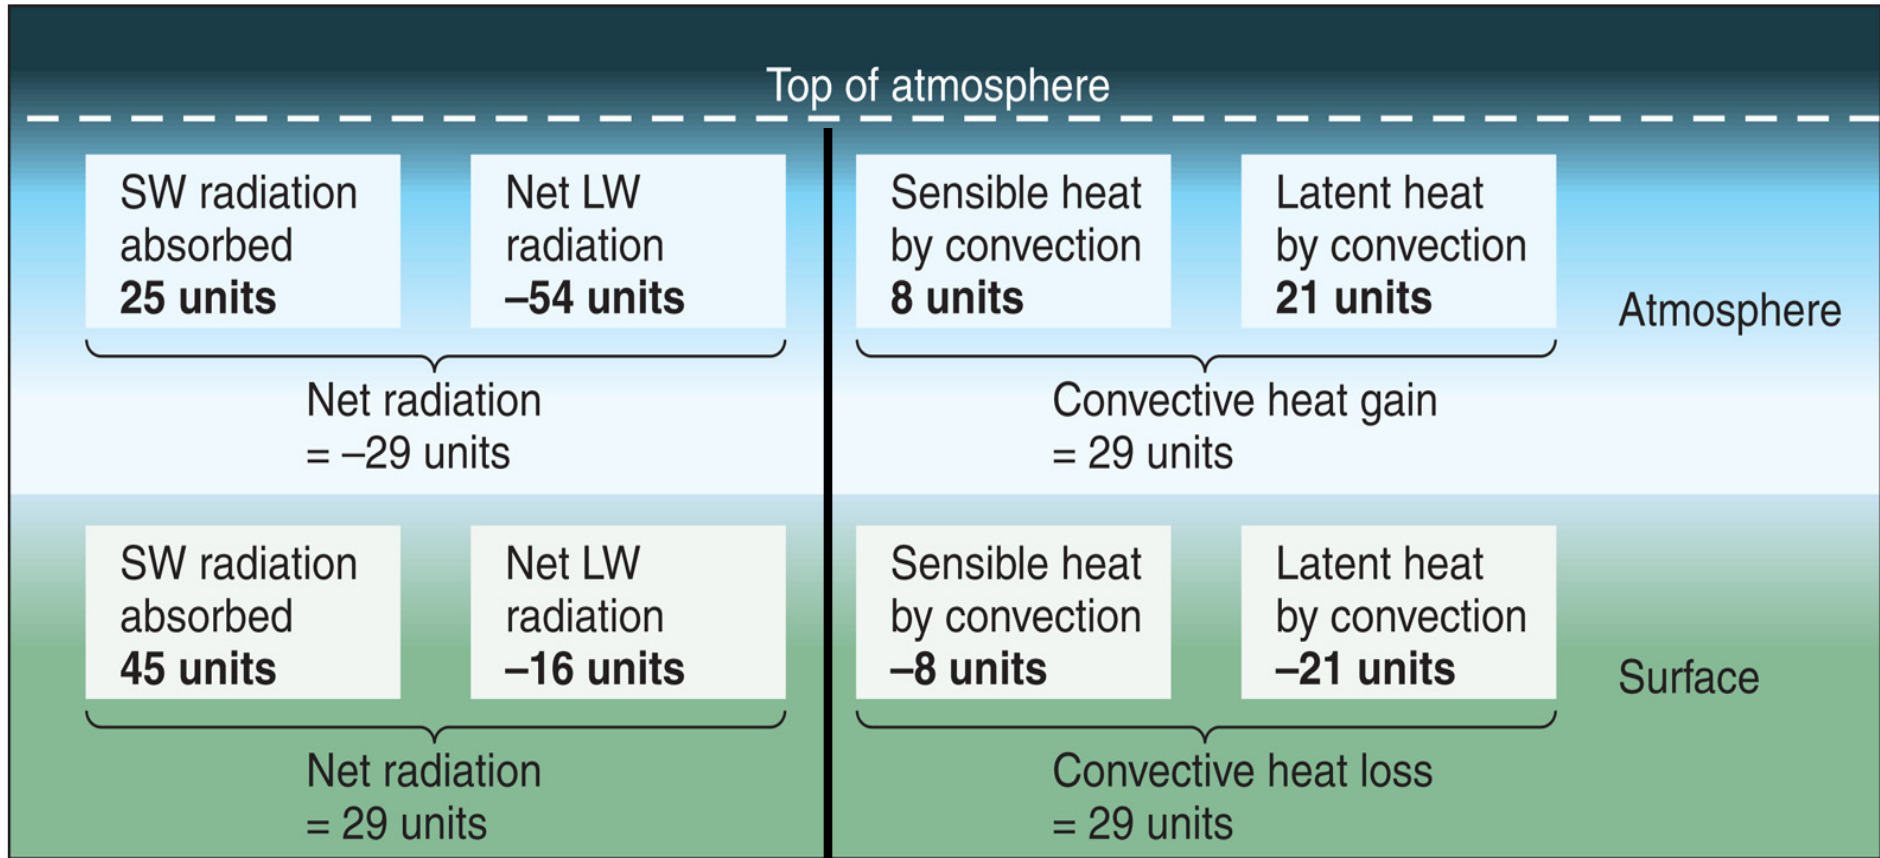 Top of atmosphere
SW radiation
absorbed
25 units
Net LW
radiation
–54 units
Sensible heat
by convection
8 units
Latent heat
by convection
21 units
Atmosphere
Net radiation
= –29 units
Convective heat gain
= 29 units
SW radiation
absorbed
45 units
Net LW
radiation
–16 units
Sensible heat
by convection
–8 units
Latent heat
by convection
–21 units
Surface
Net radiation
= 29 units
Convective heat loss
= 29 units